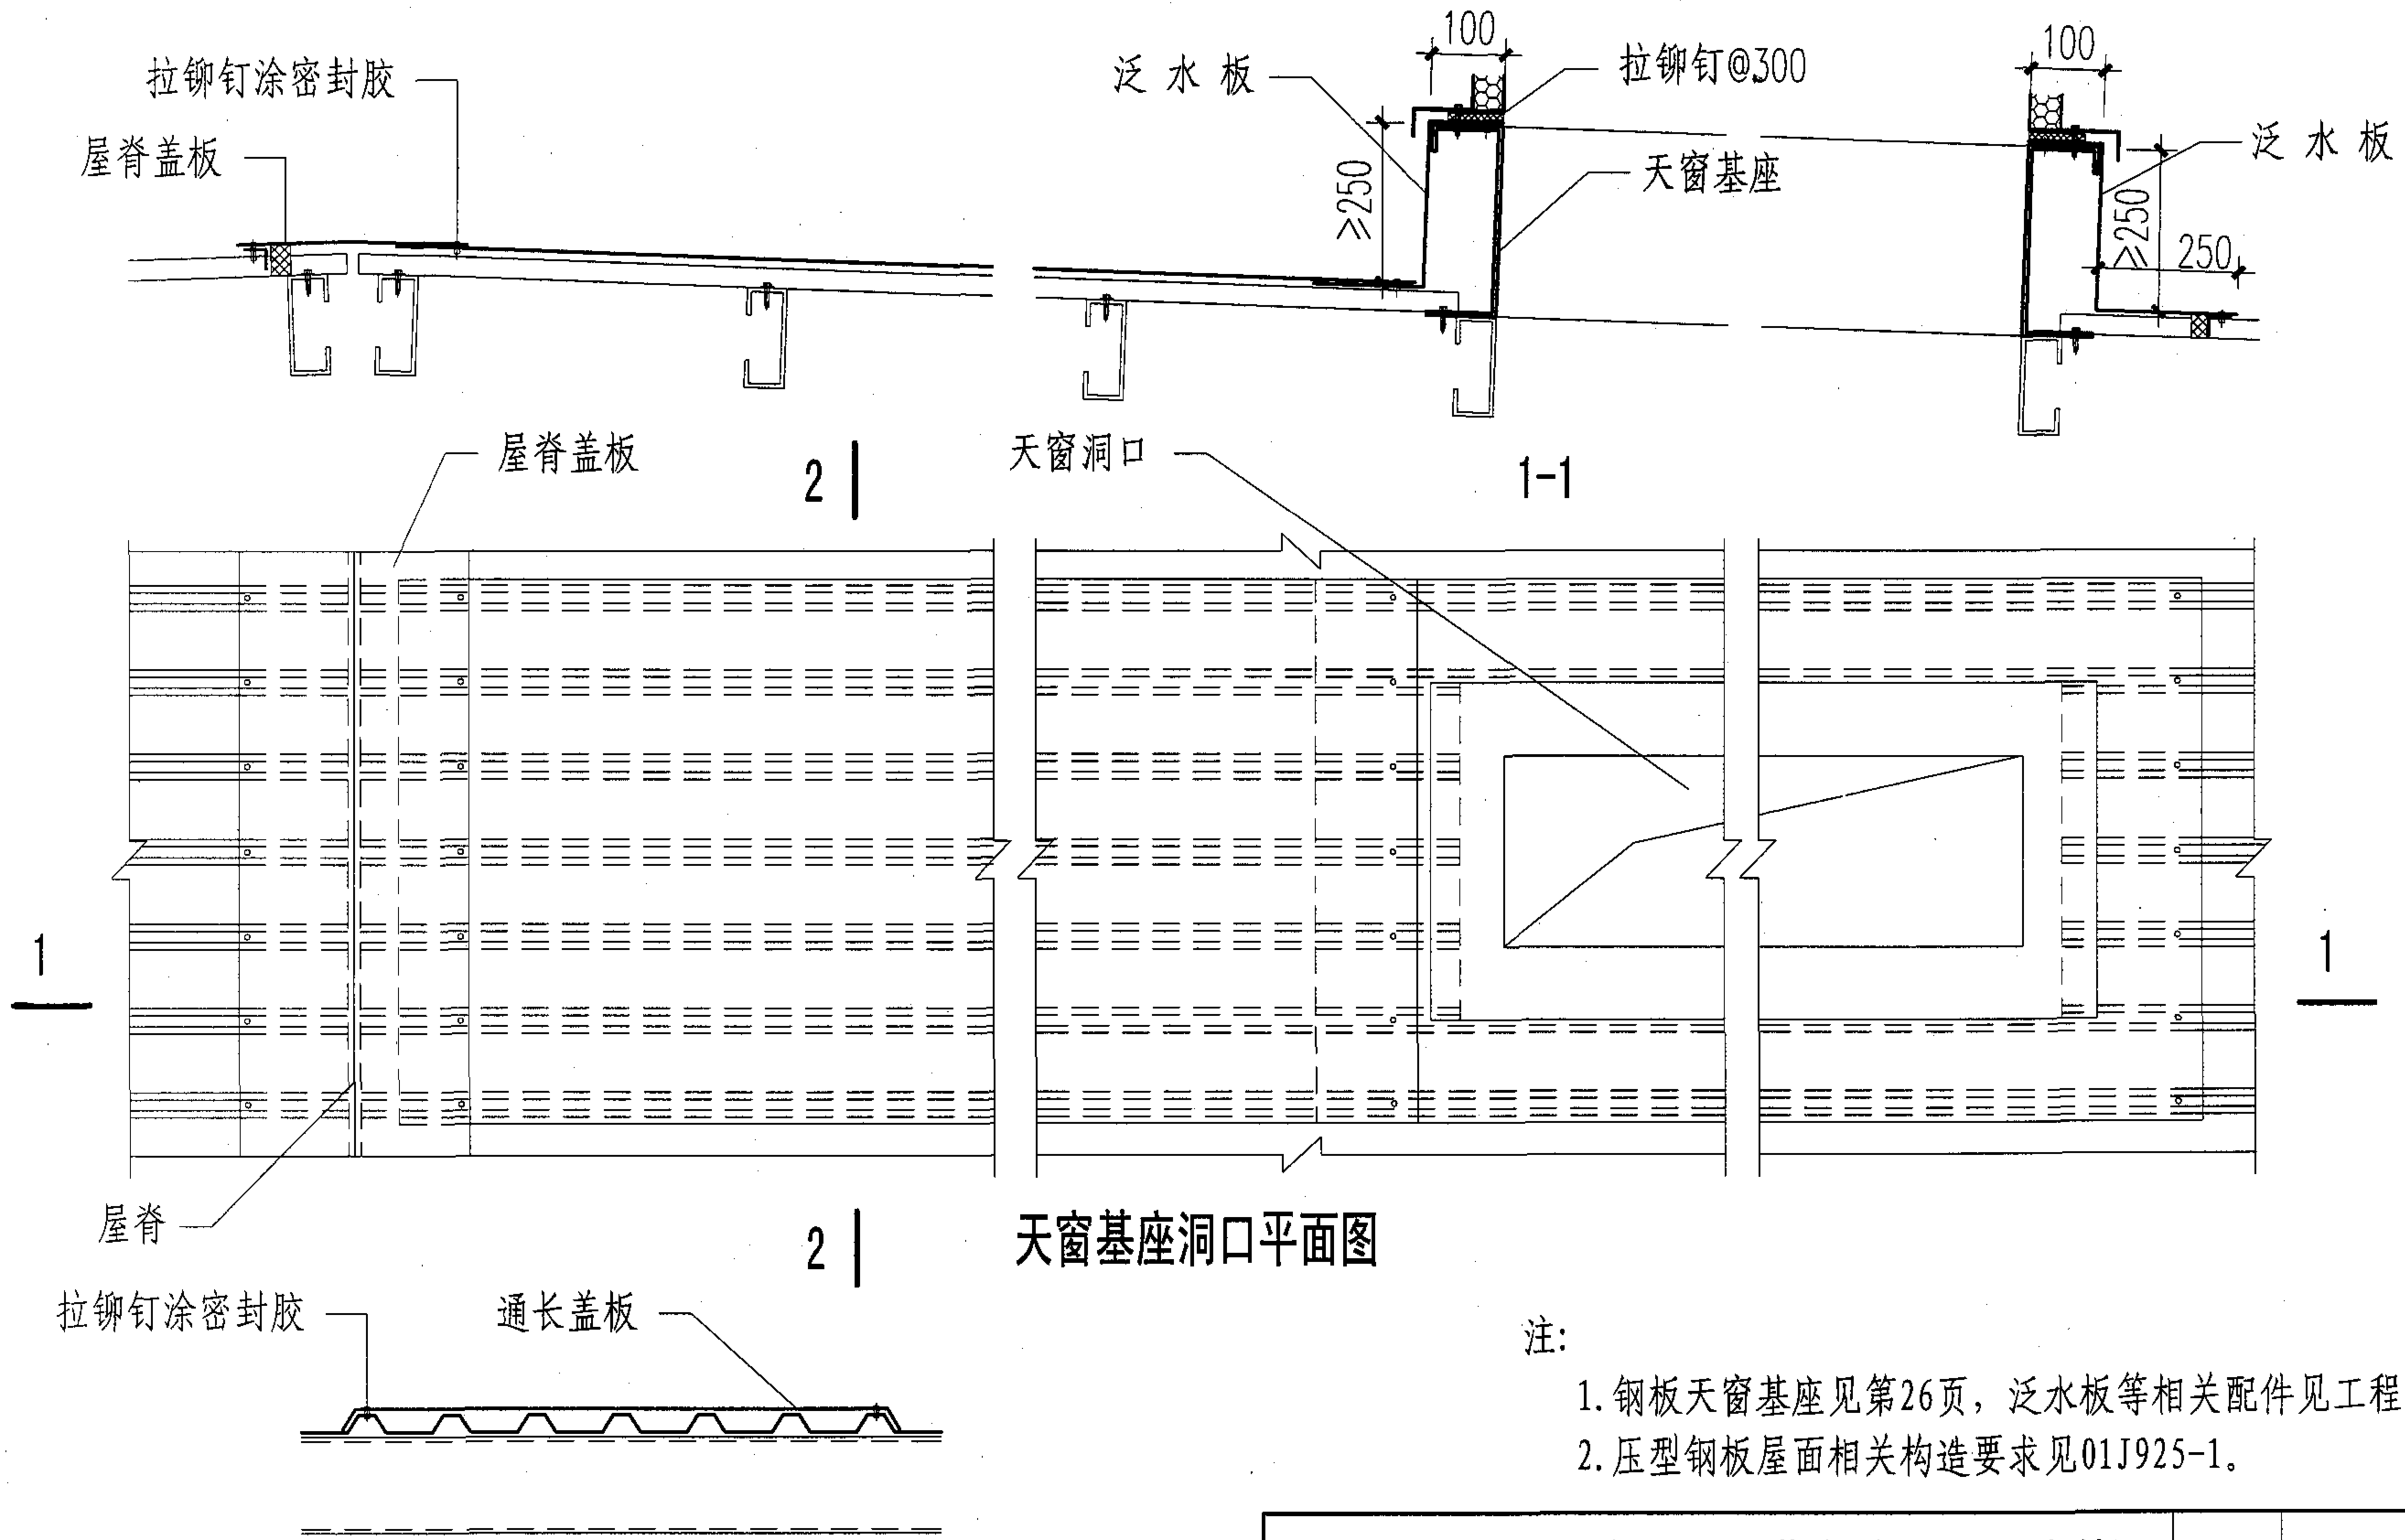 拉铆钉涂密封胶
屋脊盖板
泛水板
100
拉铆钉@300
天窗基座
≥250
100
泛水板
≥250
250
屋脊盖板
2
天窗洞口
1-1
1
1
屋脊
2
天窗基座洞口平面图
拉铆钉涂密封胶
通长盖板
注:
1.钢板天窗基座见第26页，泛水板等相关配件见工程
2.压型钢板屋面相关构造要求见01J925-1。